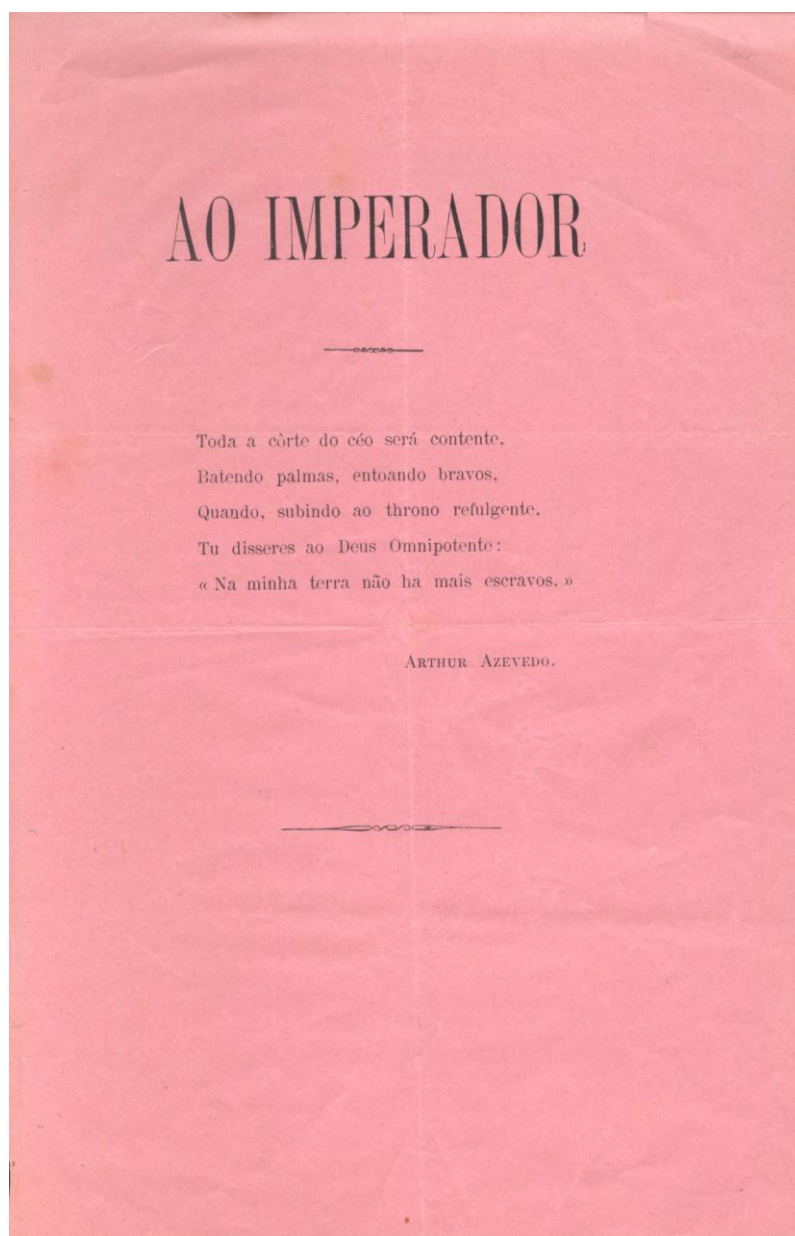 AO IMPERADOR
Toda a côrte do céo será contente,
Batendo palmas, entoando bravos,
Quando, subindo ao throno refulgente,
Tu disseres ao Deus Omnipotente:
« Na minha terra não ha mais escravos. »
ARTHUR AZEVEDO.